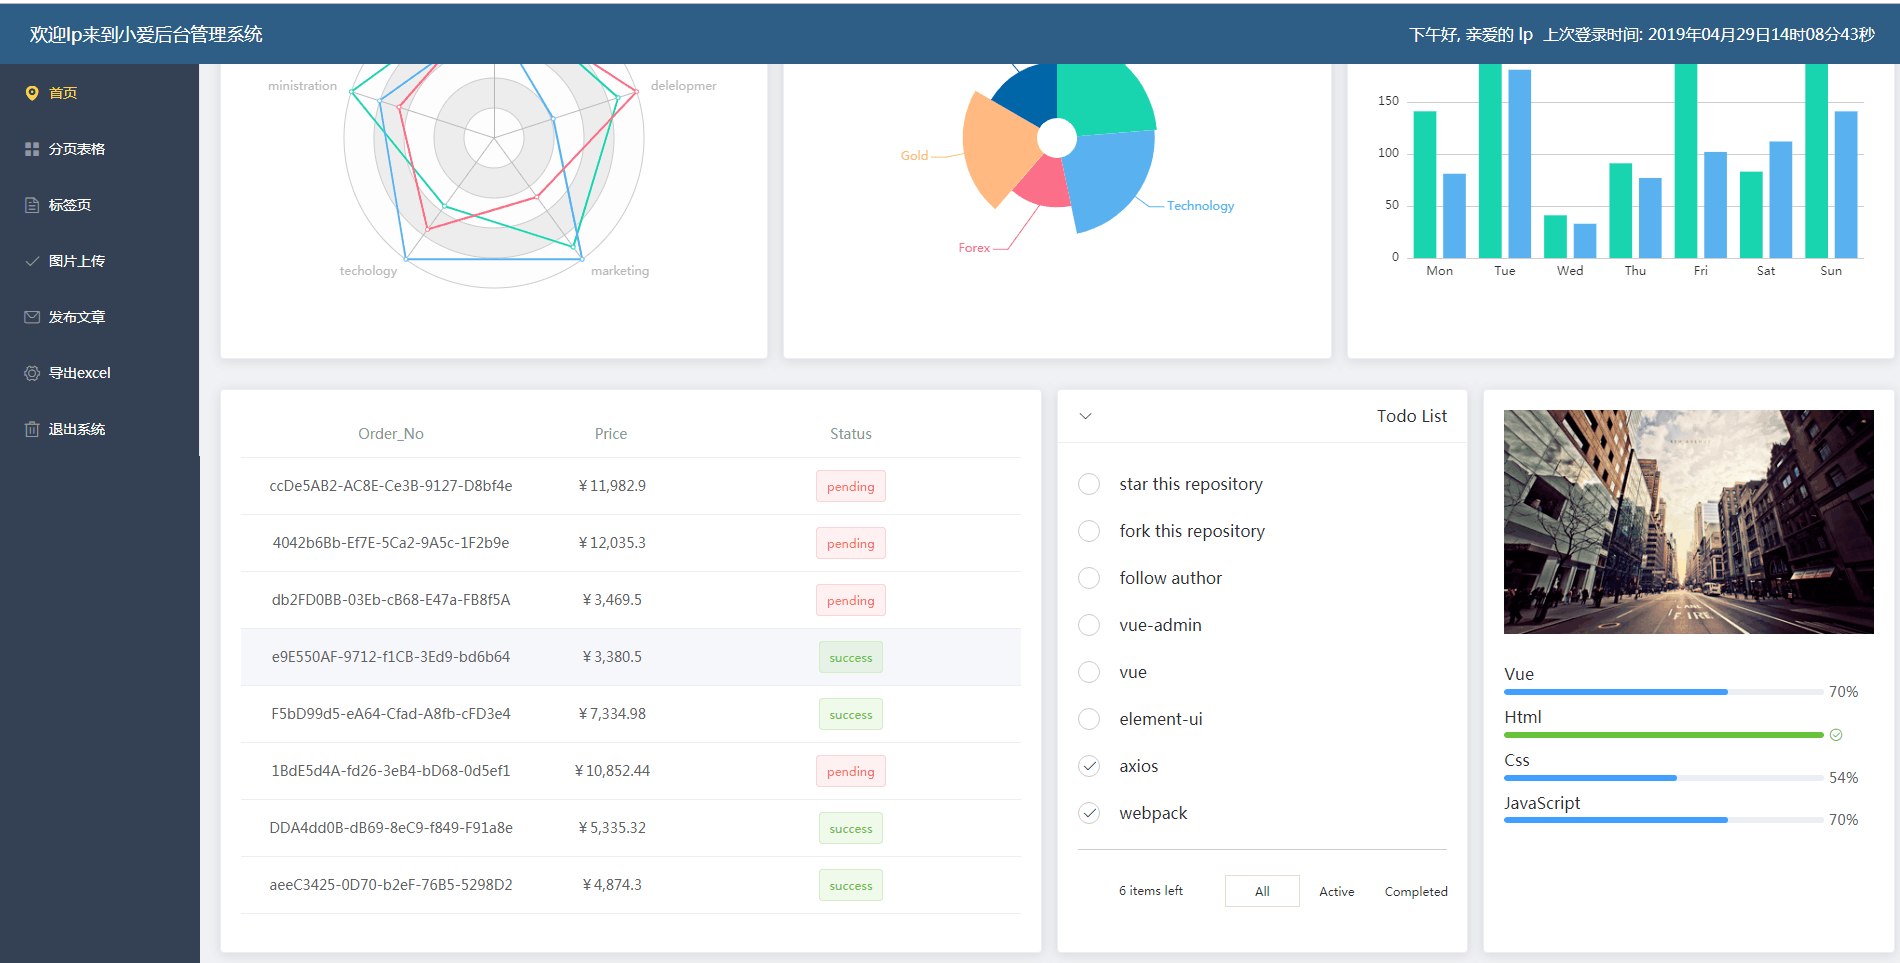 欢迎lp来到小爱后台管理系统
下午好, 亲爱的 lp 上次登录时间: 2019年04月29日14时08分43秒
首页
分页表格
标签页
图片上传
发布文章
导出excel
退出系统
ministration
delelopmer
techology
marketing
Gold
Technology
Forex
150
100
50
0
Mon Tue Wed Thu Fri Sat Sun
Order_No Price Status
ccDe5AB2-AC8E-Ce3B-9127-D8bf4e ¥ 11,982.9 pending
4042b6Bb-Ef7E-5Ca2-9A5c-1F2b9e ¥ 12,035.3 pending
db2FD0BB-03Eb-cB68-E47a-FB8f5A ¥ 3,469.5 pending
e9E550AF-9712-f1CB-3Ed9-bd6b64 ¥ 3,380.5 success
F5bD99d5-eA64-Cfad-A8fb-cFD3e4 ¥ 7,334.98 success
1BdE5d4A-fd26-3eB4-bD68-0d5ef1 ¥ 10,852.44 pending
DDA4dd0B-dB69-8eC9-f849-F91a8e ¥ 5,335.32 success
aeeC3425-0D70-b2eF-76B5-5298D2 ¥ 4,874.3 success
Todo List
star this repository
fork this repository
follow author
vue-admin
vue
element-ui
axios
webpack
6 items left All Active Completed
FIRE
Vue
70%
Html
Css
54%
JavaScript
70%